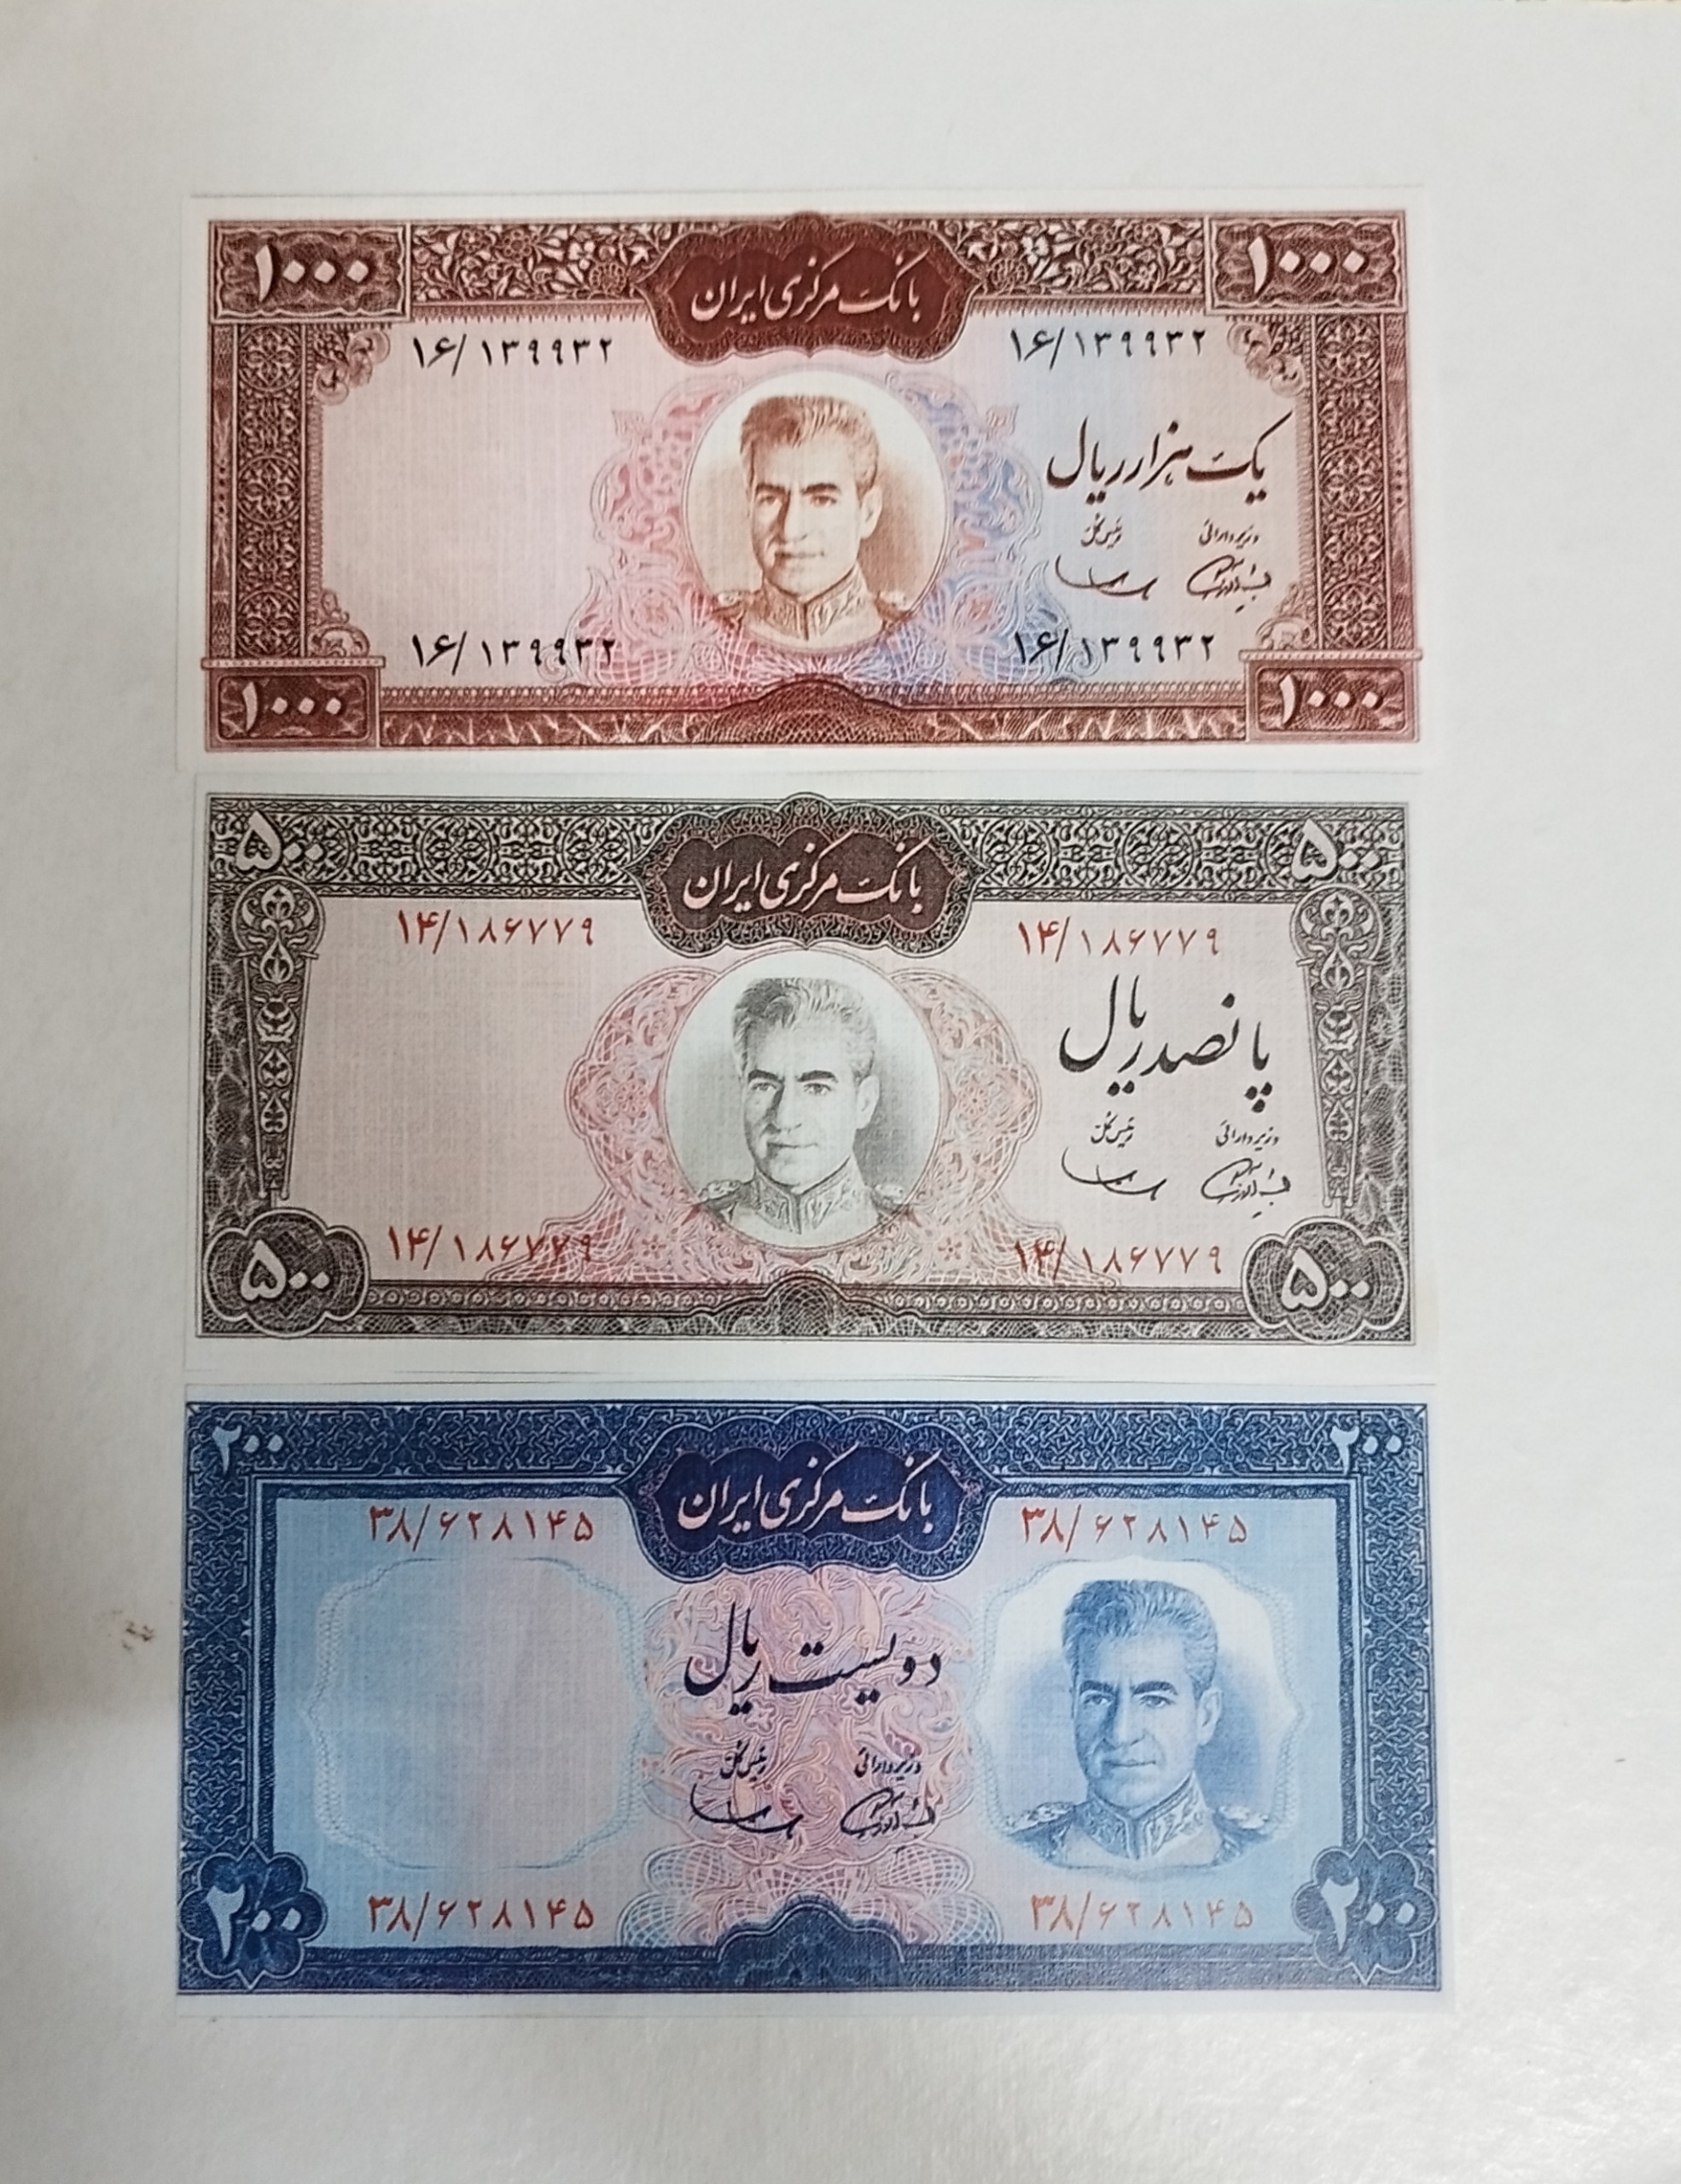 ۱۰۰۰ بانک مرکزی ایران ۱۰۰۰
۱۶/۱۳۹۹۳۲ ۱۶/۱۳۹۹۳۲
یک هزار ریال
وزیر دارائی رئیس کل
۱۶/۱۳۹۹۳۲ ۱۶/۱۳۹۹۳۲
۱۰۰۰ ۱۰۰۰
۵۰۰ بانک مرکزی ایران ۵۰۰
۱۴/۱۸۶۷۷۹ ۱۴/۱۸۶۷۷۹
پانصد ریال
وزیر دارائی رئیس کل
۱۴/۱۸۶۷۷۹ ۱۴/۱۸۶۷۷۹
۵۰۰ ۵۰۰
۲۰۰ بانک مرکزی ایران ۲۰۰
۳۸/۶۲۸۱۴۵ ۳۸/۶۲۸۱۴۵
دویست ریال
وزیر دارائی رئیس کل
۳۸/۶۲۸۱۴۵ ۳۸/۶۲۸۱۴۵
۲۰۰ ۲۰۰